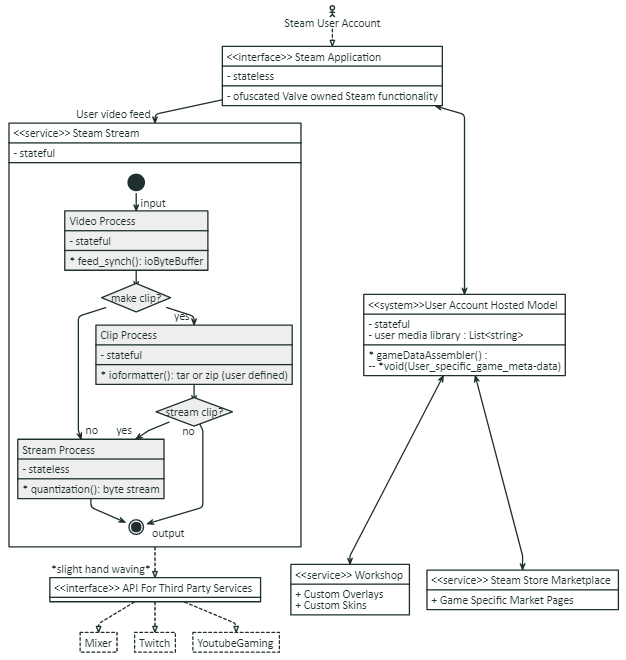 Steam User Account
<<interface>> Steam Application
- stateless
- ofuscated Valve owned Steam functionality
User video feed
<<service>> Steam Stream
- stateful
input
Video Process
- stateful
* feed_synch(): ioByteBuffer
make clip?
yes
Clip Process
- stateful
* ioformatter(): tar or zip (user defined)
stream clip?
no
yes
no
Stream Process
- stateless
* quantization(): byte stream
output
<<system>>User Account Hosted Model
- stateful
- user media library : List<string>
* gameDataAssembler() :
-- *void(User_specific_game_meta-data)
*slight hand waving*
<<interface>> API For Third Party Services
Mixer
Twitch
YoutubeGaming
<<service>> Workshop
+ Custom Overlays
+ Custom Skins
<<service>> Steam Store Marketplace
+ Game Specific Market Pages